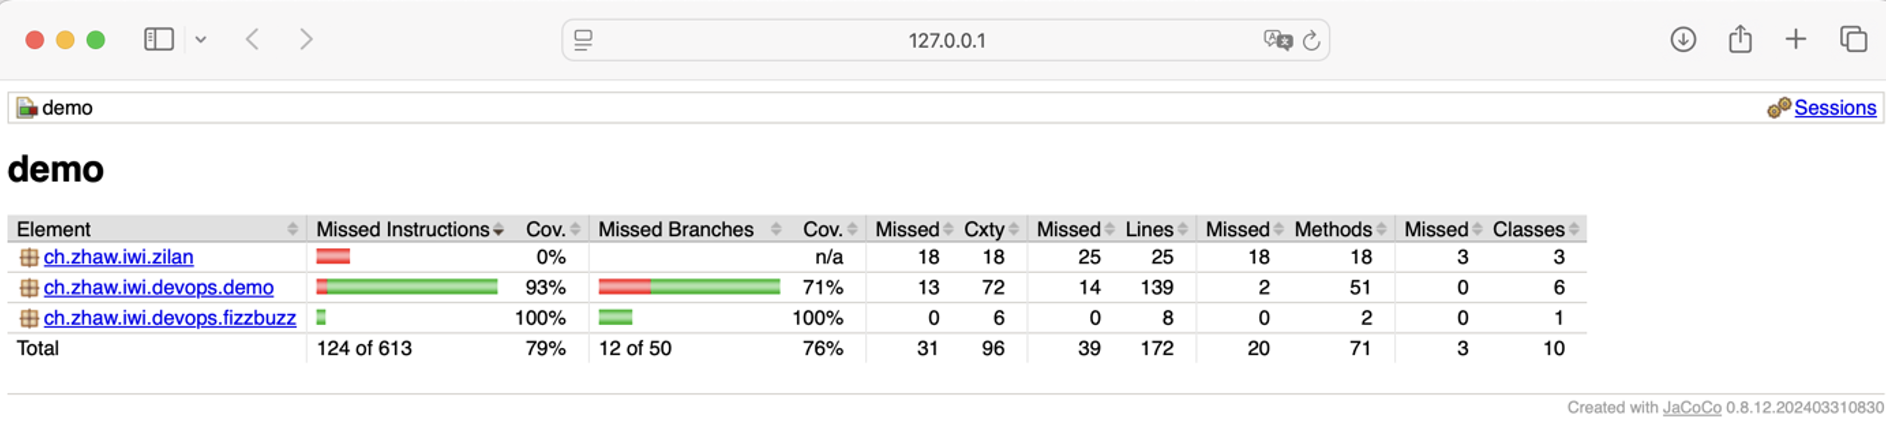 127.0.0.1
demo Sessions
demo
Element Missed Instructions Cov. Missed Branches Cov. Missed Cxty Missed Lines Missed Methods Missed Classes
ch.zhaw.iwi.zilan 0% n/a 18 18 25 25 18 18 3 3
ch.zhaw.iwi.devops.demo 93% 71% 13 72 14 139 2 51 0 6
ch.zhaw.iwi.devops.fizzbuzz 100% 100% 0 6 0 8 0 2 0 1
Total 124 of 613 79% 12 of 50 76% 31 96 39 172 20 71 3 10
Created with JaCoCo 0.8.12.202403310830